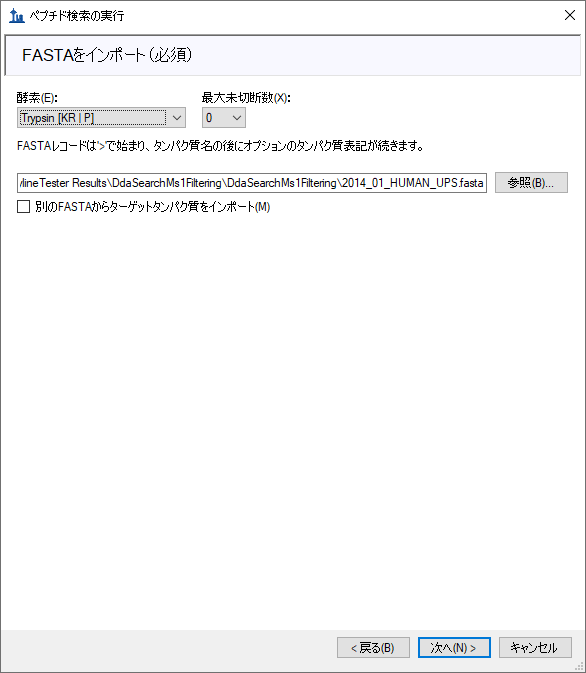 ペプチド検索の実行
FASTAをインポート（必須）
酵素(E): 最大未切断数(X):
Trypsin [KR | P] 0
FASTAレコードは'>'で始まり、タンパク質名の後にオプションのタンパク質表記が続きます。
lineTester Results\DdaSearchMs1Filtering\DdaSearchMs1Filtering\2014_01_HUMAN_UPS.fasta 参照(B)...
別のFASTAからターゲットタンパク質をインポート(M)
< 戻る(B) 次へ(N) > キャンセル